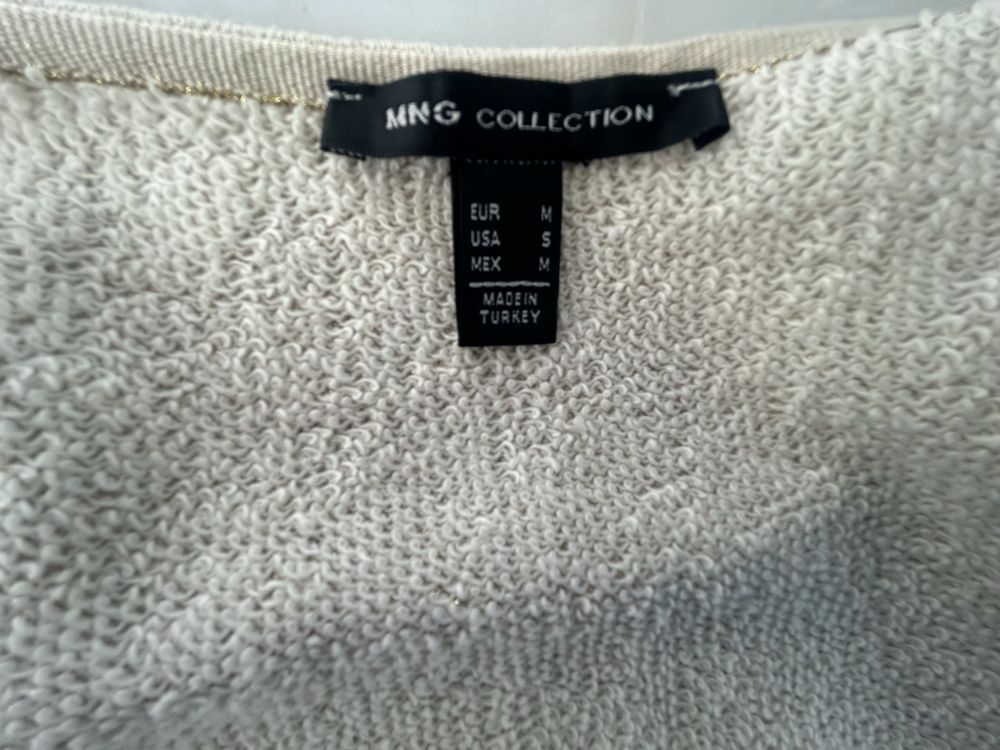 MNG COLLECTION
EUR M
USA S
MEX M
MADE IN
TURKEY